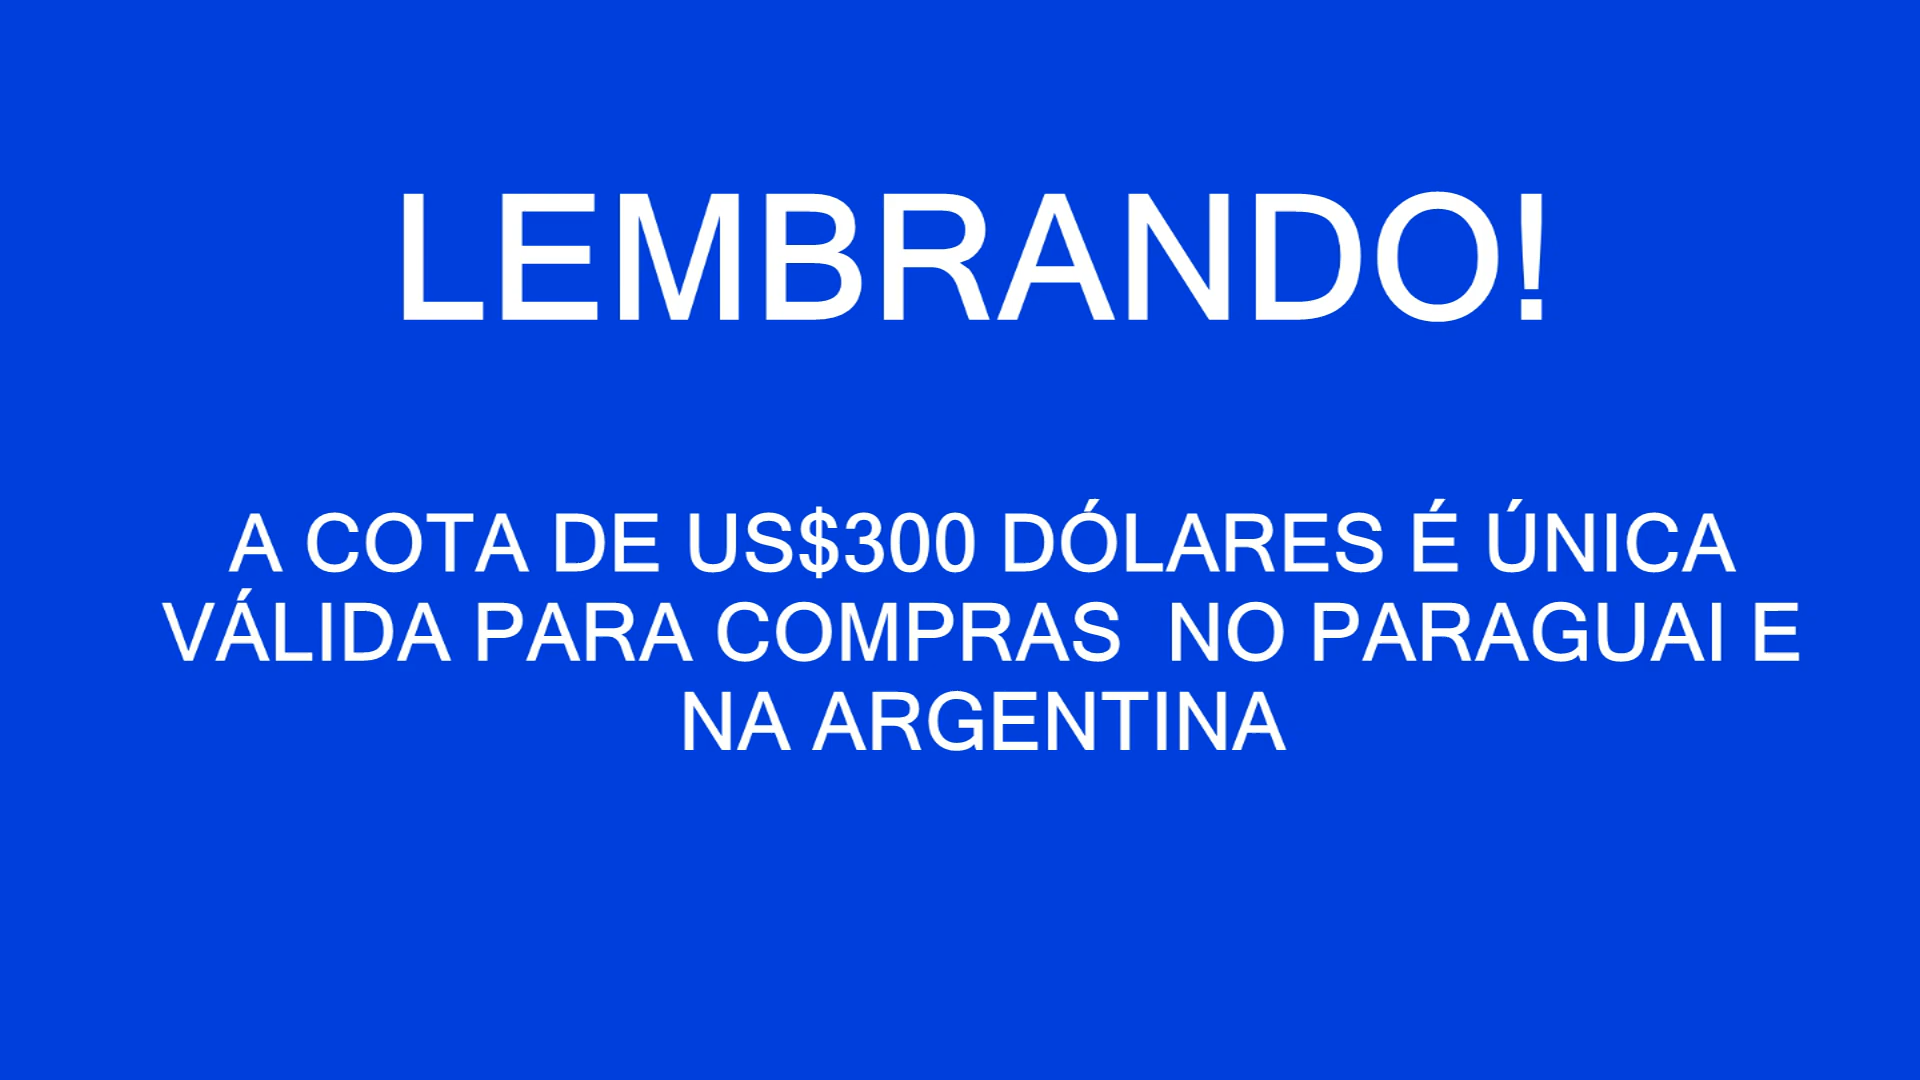 LEMBRANDO!
A COTA DE US$300 DÓLARES É ÚNICA
VÁLIDA PARA COMPRAS  NO PARAGUAI E
NA ARGENTINA